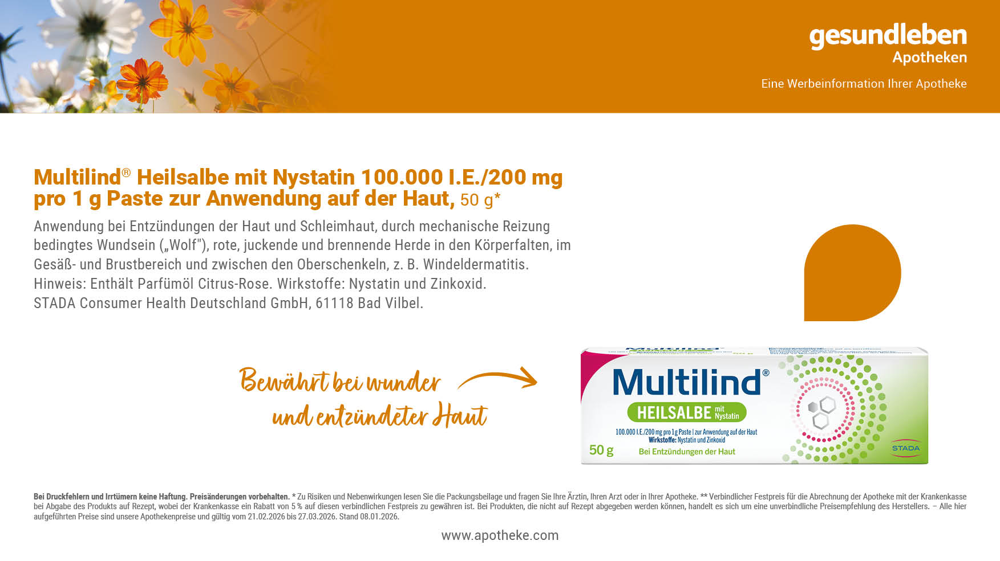 gesundleben
Apotheken
Eine Werbeinformation Ihrer Apotheke
Multilind® Heilsalbe mit Nystatin 100.000 I.E./200 mg
pro 1 g Paste zur Anwendung auf der Haut, 50 g*
Anwendung bei Entzündungen der Haut und Schleimhaut, durch mechanische Reizung
bedingtes Wundsein („Wolf"), rote, juckende und brennende Herde in den Körperfalten, im
Gesäß- und Brustbereich und zwischen den Oberschenkeln, z. B. Windeldermatitis.
Hinweis: Enthält Parfümöl Citrus-Rose. Wirkstoffe: Nystatin und Zinkoxid.
STADA Consumer Health Deutschland GmbH, 61118 Bad Vilbel.
Bewährt bei wunder
und entzündeter Haut
Multilind®
50 g
Multilind®
HEILSALBE mit
Nystatin
100.000 I.E./200 mg pro 1 g Paste | zur Anwendung auf der Haut
Wirkstoffe: Nystatin und Zinkoxid
50 g
Bei Entzündungen der Haut
STADA
Bei Druckfehlern und Irrtümern keine Haftung. Preisänderungen vorbehalten. * Zu Risiken und Nebenwirkungen lesen Sie die Packungsbeilage und fragen Sie Ihre Ärztin, Ihren Arzt oder in Ihrer Apotheke. ** Verbindlicher Festpreis für die Abrechnung der Apotheke mit der Krankenkasse
bei Abgabe des Produkts auf Rezept, wobei der Krankenkasse ein Rabatt von 5 % auf diesen verbindlichen Festpreis zu gewähren ist. Bei Produkten, die nicht auf Rezept abgegeben werden können, handelt es sich um eine unverbindliche Preisempfehlung des Herstellers. – Alle hier
aufgeführten Preise sind unsere Apothekenpreise und gültig vom 21.02.2026 bis 27.03.2026. Stand 08.01.2026.
www.apotheke.com